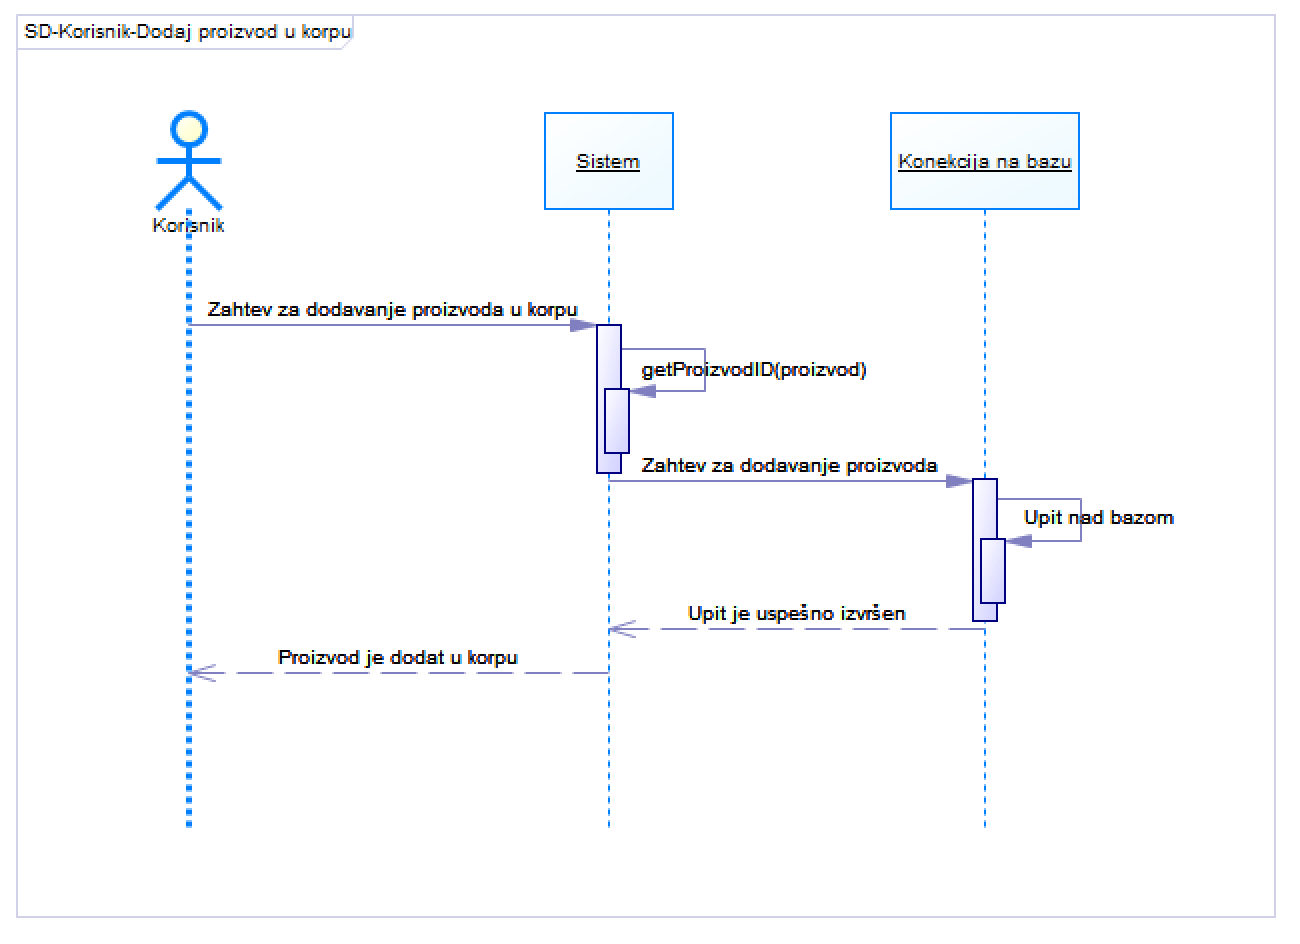 SD-Korisnik-Dodaj proizvod u korpu
Sistem
Konekcija na bazu
Korisnik
Zahtev za dodavanje proizvoda u korpu
getProizvodID(proizvod)
Zahtev za dodavanje proizvoda
Upit nad bazom
Upit je uspešno izvršen
Proizvod je dodat u korpu